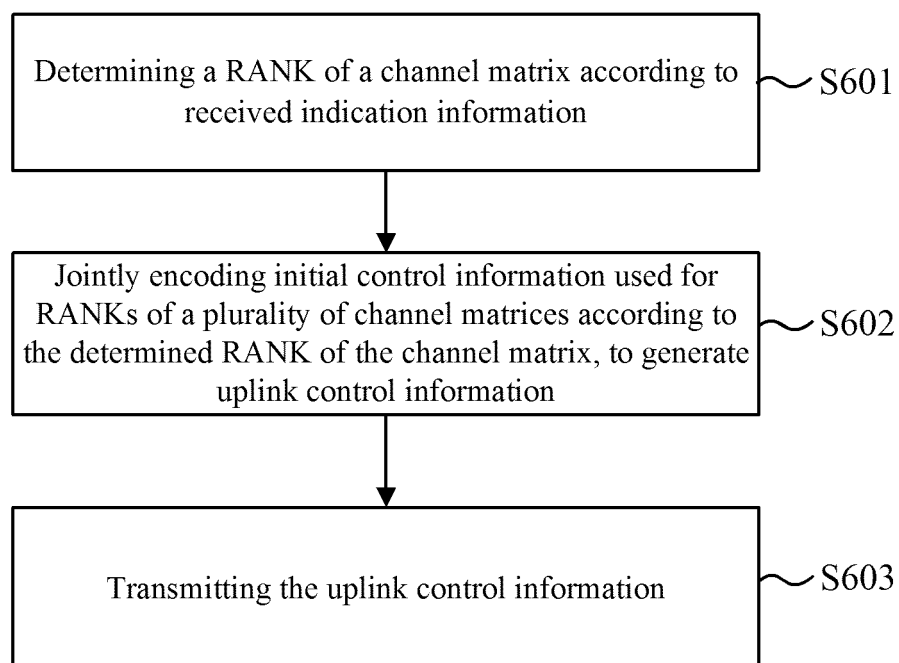 Determining a RANK of a channel matrix according to
received indication information
S601
Jointly encoding initial control information used for
RANKs of a plurality of channel matrices according to
the determined RANK of the channel matrix, to generate
uplink control information
S602
Transmitting the uplink control information
S603